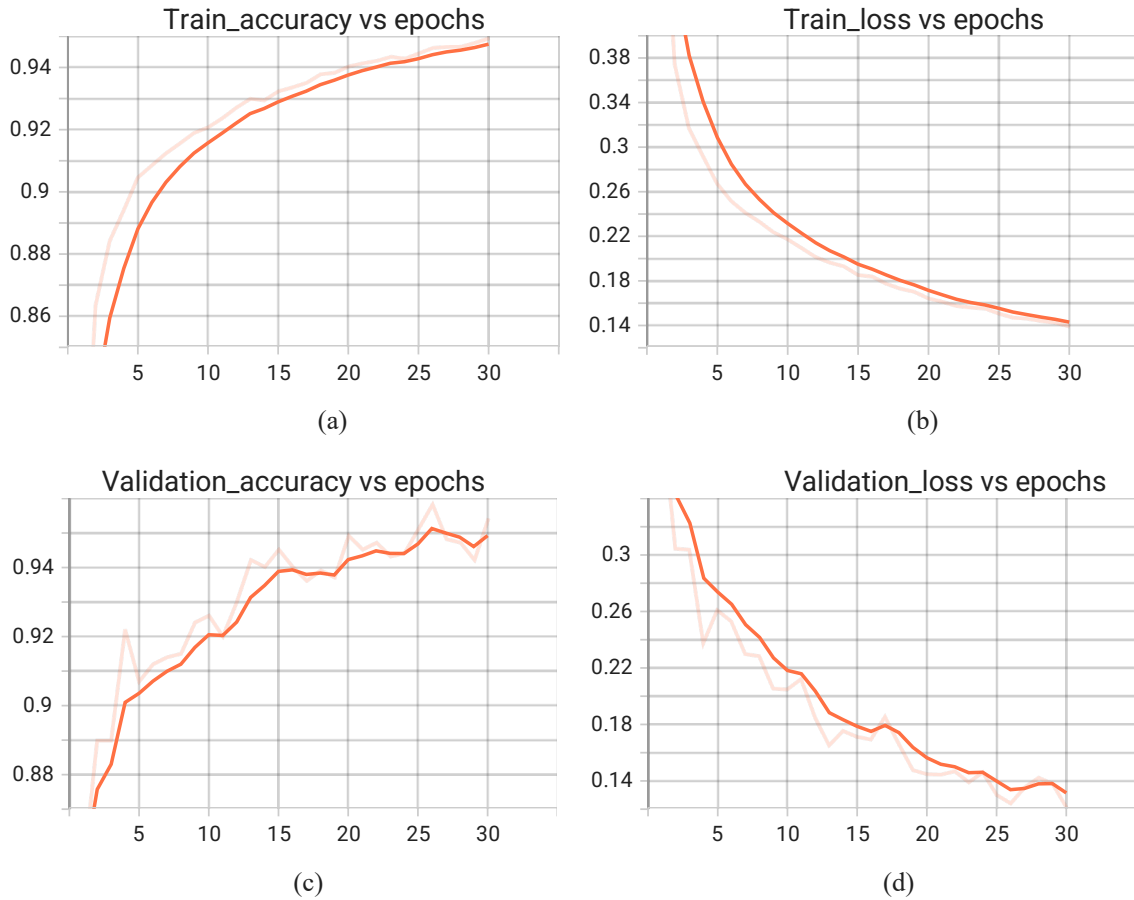 Train_accuracy vs epochs
0.94
0.92
0.9
0.88
0.86
5 10 15 20 25 30
(a)
Train_loss vs epochs
0.38
0.34
0.3
0.26
0.22
0.18
0.14
5 10 15 20 25 30
(b)
Validation_accuracy vs epochs
0.94
0.92
0.9
0.88
5 10 15 20 25 30
(c)
Validation_loss vs epochs
0.3
0.26
0.22
0.18
0.14
5 10 15 20 25 30
(d)